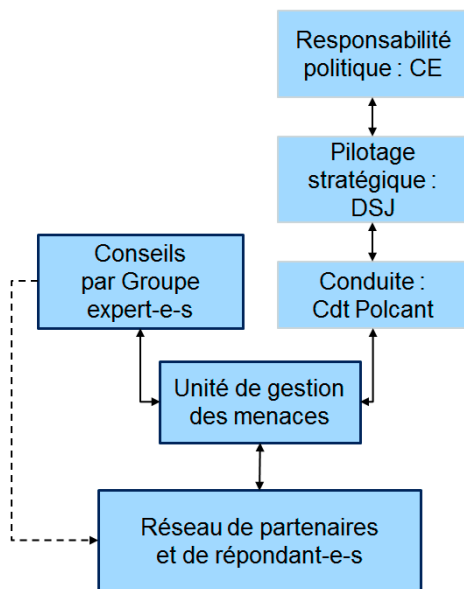 Responsabilité
politique : CE
Pilotage
stratégique :
DSJ
Conseils
par Groupe
expert-e-s
Conduite :
Cdt Polcant
Unité de gestion
des menaces
Réseau de partenaires
et de répondant-e-s